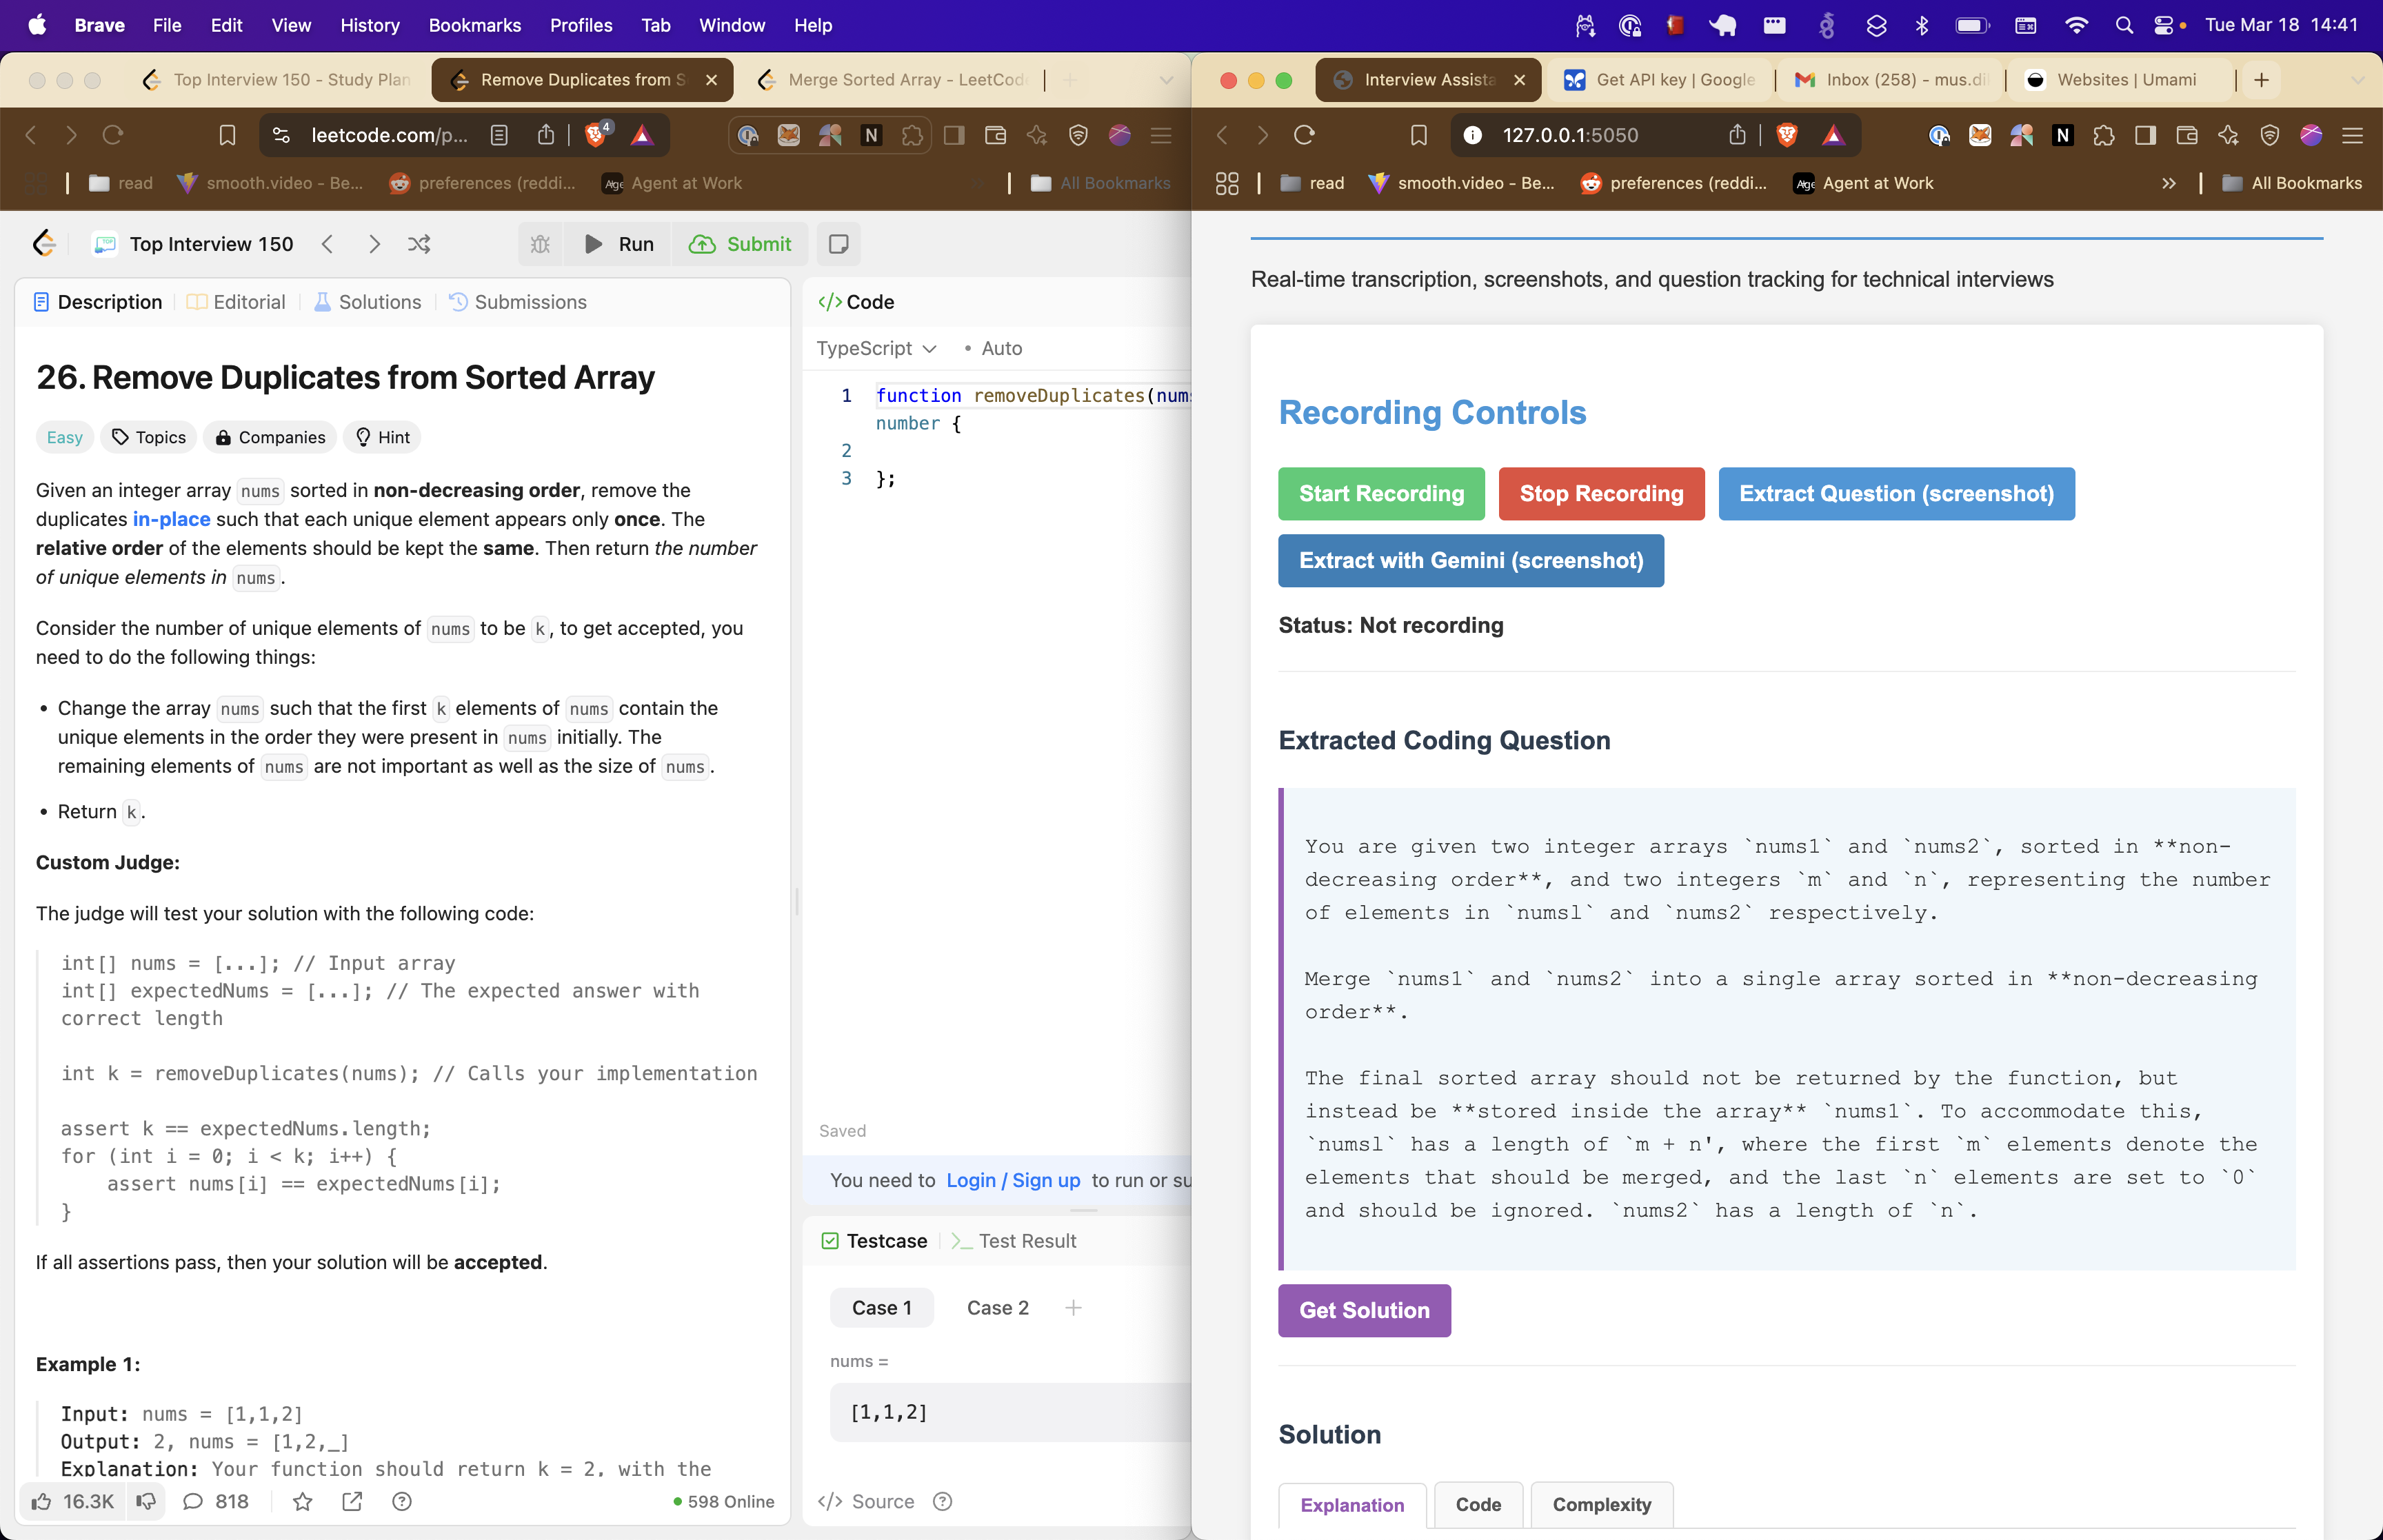 Brave File Edit View History Bookmarks Profiles Tab Window Help Tue Mar 18 14:41
Top Interview 150 - Study Plan
Remove Duplicates from S
Merge Sorted Array - LeetCod
leetcode.com/p...
4
N
read
smooth.video - Be...
preferences (reddi...
Agent at Work
All Bookmarks
Top Interview 150
Run
Submit
Description
Editorial
Solutions
Submissions
26. Remove Duplicates from Sorted Array
Easy
Topics
Companies
Hint
Given an integer array nums sorted in non-decreasing order, remove the
duplicates in-place such that each unique element appears only once. The
relative order of the elements should be kept the same. Then return the number
of unique elements in nums.
Consider the number of unique elements of nums to be k, to get accepted, you
need to do the following things:
• Change the array nums such that the first k elements of nums contain the
unique elements in the order they were present in nums initially. The
remaining elements of nums are not important as well as the size of nums.
• Return k.
Custom Judge:
The judge will test your solution with the following code:
int[] nums = [...]; // Input array
int[] expectedNums = [...]; // The expected answer with
correct length
int k = removeDuplicates(nums); // Calls your implementation
assert k == expectedNums.length;
for (int i = 0; i < k; i++) {
    assert nums[i] == expectedNums[i];
}
If all assertions pass, then your solution will be accepted.
Example 1:
Input: nums = [1,1,2]
Output: 2, nums = [1,2,_]
Explanation: Your function should return k = 2, with the
16.3K
818
598 Online
</> Code
TypeScript
• Auto
1 function removeDuplicates(nums
number {
2
3 };
Saved
You need to Login / Sign up to run or su
Testcase
Test Result
Case 1
Case 2
nums =
[1,1,2]
</> Source
Interview Assista
Get API key | Google
Inbox (258) - mus.di
Websites | Umami
127.0.0.1:5050
N
read
smooth.video - Be...
preferences (reddi...
Agent at Work
All Bookmarks
Real-time transcription, screenshots, and question tracking for technical interviews
Recording Controls
Start Recording
Stop Recording
Extract Question (screenshot)
Extract with Gemini (screenshot)
Status: Not recording
Extracted Coding Question
You are given two integer arrays `nums1` and `nums2`, sorted in **non-
decreasing order**, and two integers `m` and `n`, representing the number
of elements in `numsl` and `nums2` respectively.
Merge `nums1` and `nums2` into a single array sorted in **non-decreasing
order**.
The final sorted array should not be returned by the function, but
instead be **stored inside the array** `nums1`. To accommodate this,
`numsl` has a length of `m + n', where the first `m` elements denote the
elements that should be merged, and the last `n` elements are set to `0`
and should be ignored. `nums2` has a length of `n`.
Get Solution
Solution
Explanation
Code
Complexity